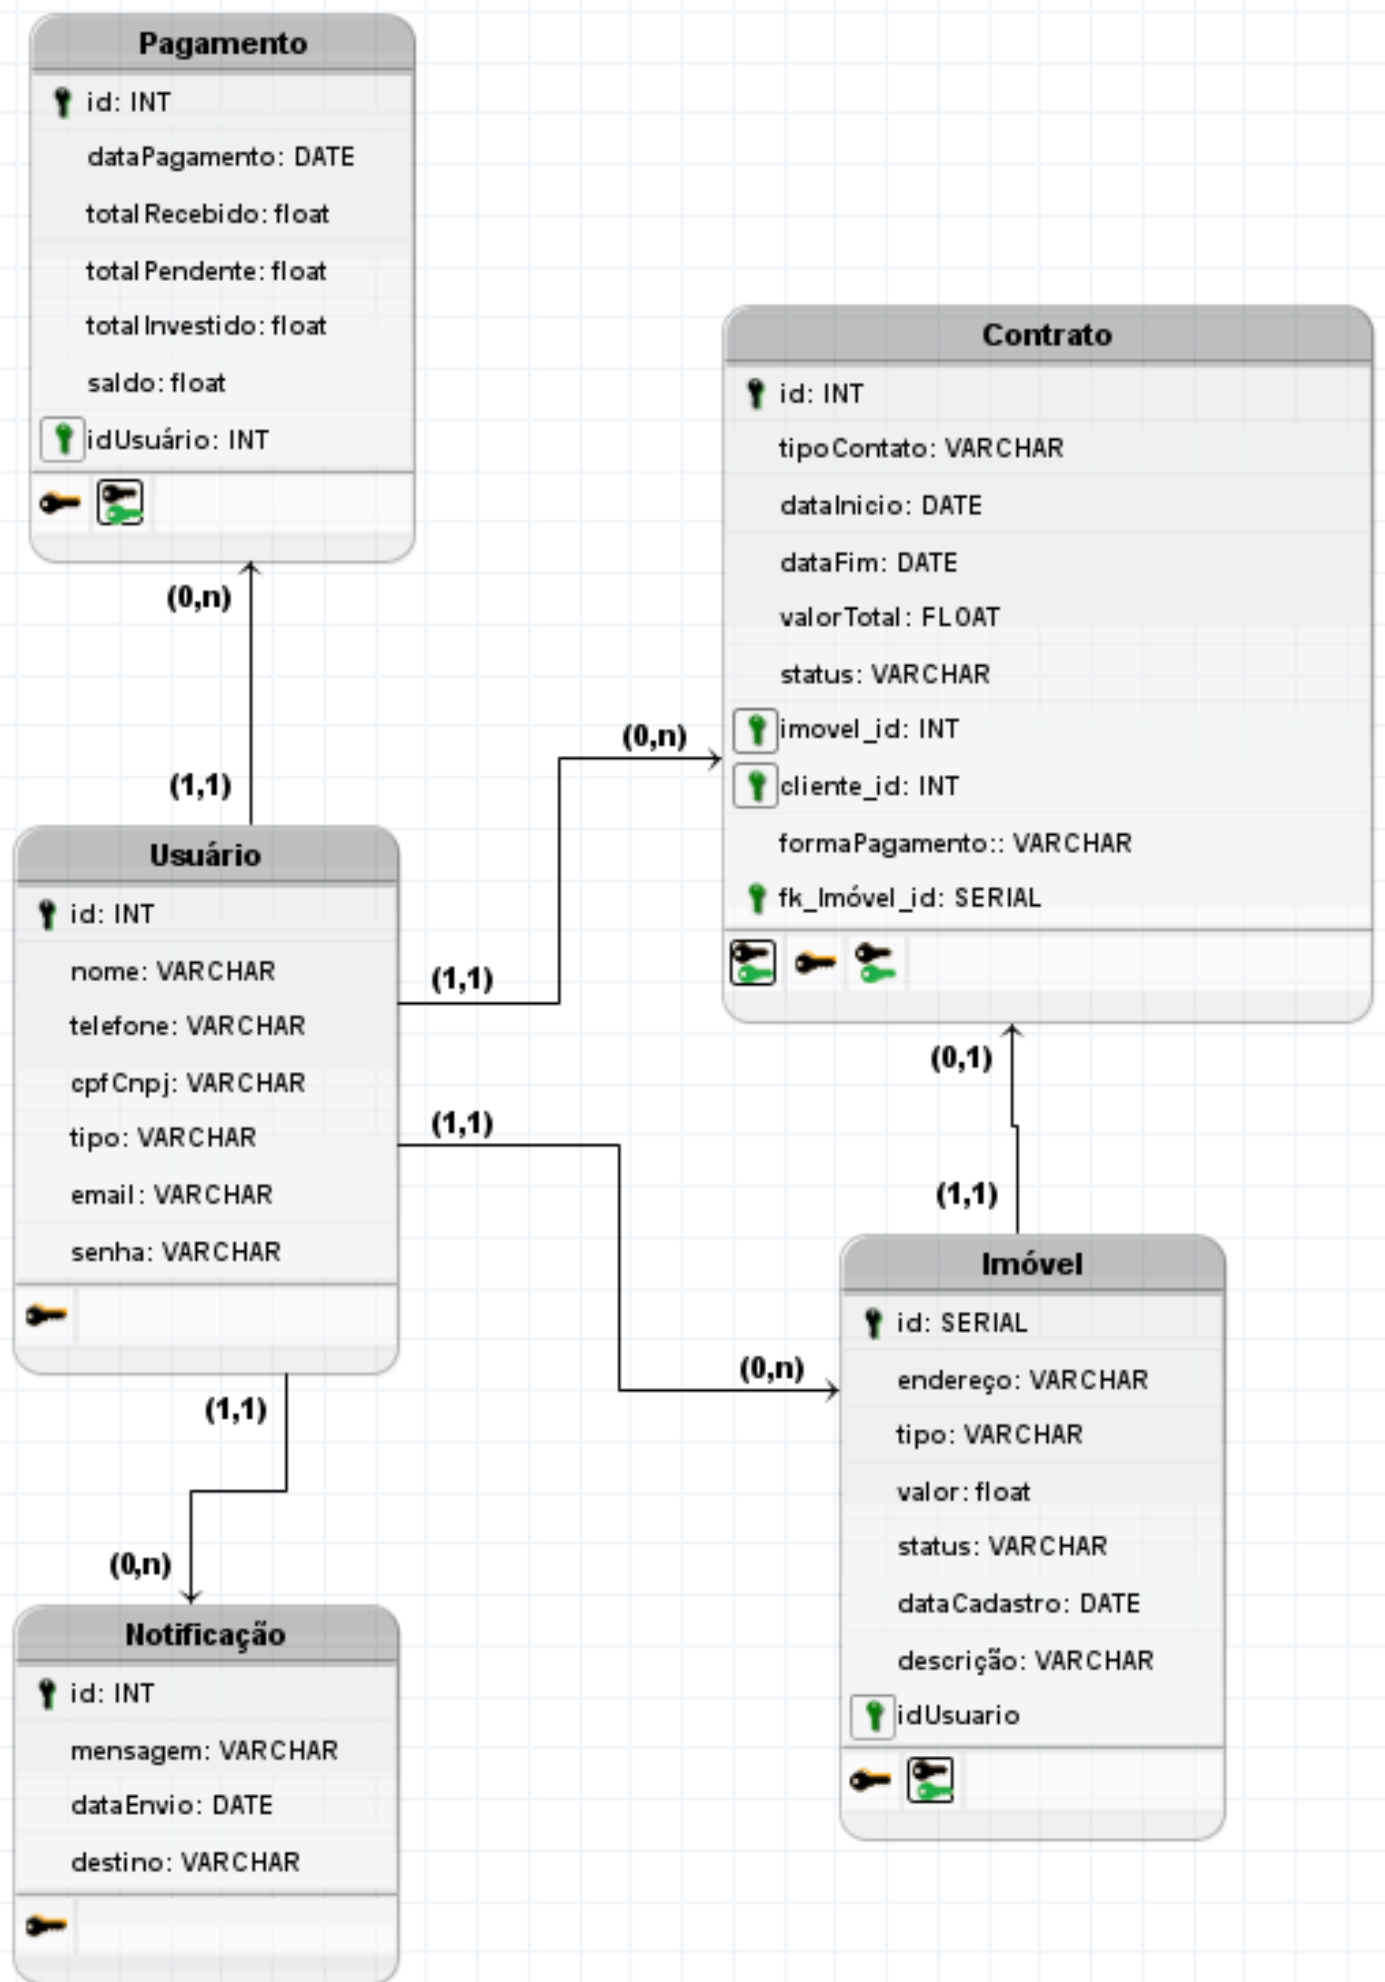 Pagamento
id: INT
dataPagamento: DATE
totalRecebido: float
totalPendente: float
totalInvestido: float
saldo: float
idUsuário: INT
(0,n)
(1,1)
Contrato
id: INT
tipoContato: VARCHAR
dataInicio: DATE
dataFim: DATE
valorTotal: FLOAT
status: VARCHAR
imovel_id: INT
cliente_id: INT
formaPagamento:: VARCHAR
fk_Imóvel_id: SERIAL
(0,n)
(1,1)
Usuário
id: INT
nome: VARCHAR
telefone: VARCHAR
cpfCnpj: VARCHAR
tipo: VARCHAR
email: VARCHAR
senha: VARCHAR
(1,1)
(0,n)
(0,1)
(1,1)
Imóvel
id: SERIAL
endereço: VARCHAR
tipo: VARCHAR
valor: float
status: VARCHAR
dataCadastro: DATE
descrição: VARCHAR
idUsuario
(1,1)
(0,n)
Notificação
id: INT
mensagem: VARCHAR
dataEnvio: DATE
destino: VARCHAR